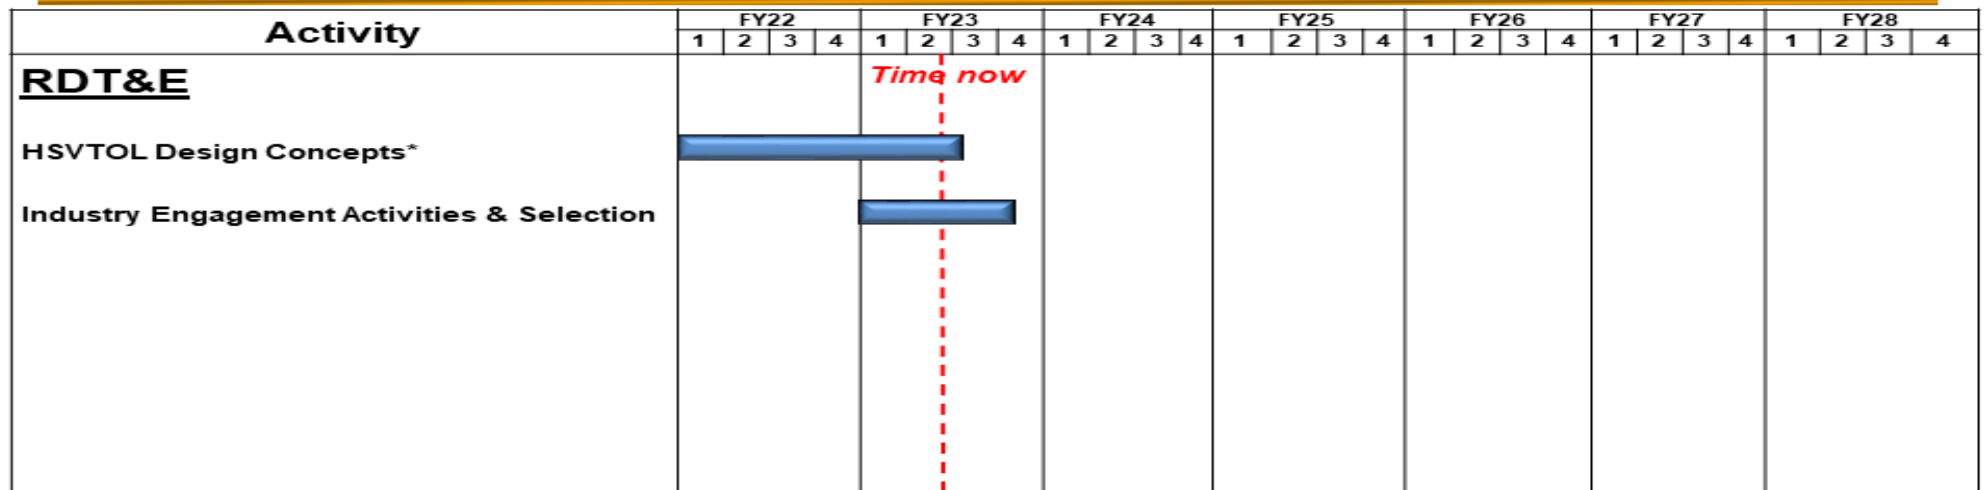 Activity FY22 FY23 FY24 FY25 FY26 FY27 FY28
1 2 3 4 1 2 3 4 1 2 3 4 1 2 3 4 1 2 3 4 1 2 3 4 1 2 3 4
RDT&E Time now
HSVTOL Design Concepts*
Industry Engagement Activities & Selection